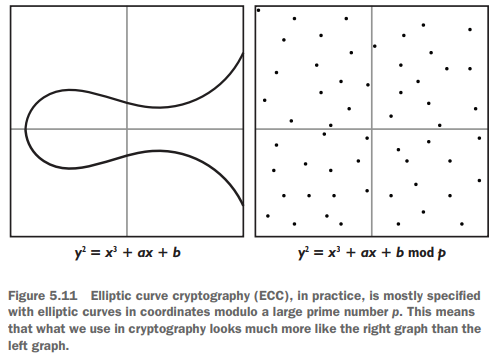 y² = x³ + ax + b
y² = x³ + ax + b mod p
Figure 5.11 Elliptic curve cryptography (ECC), in practice, is mostly specified
with elliptic curves in coordinates modulo a large prime number p. This means
that what we use in cryptography looks much more like the right graph than the
left graph.